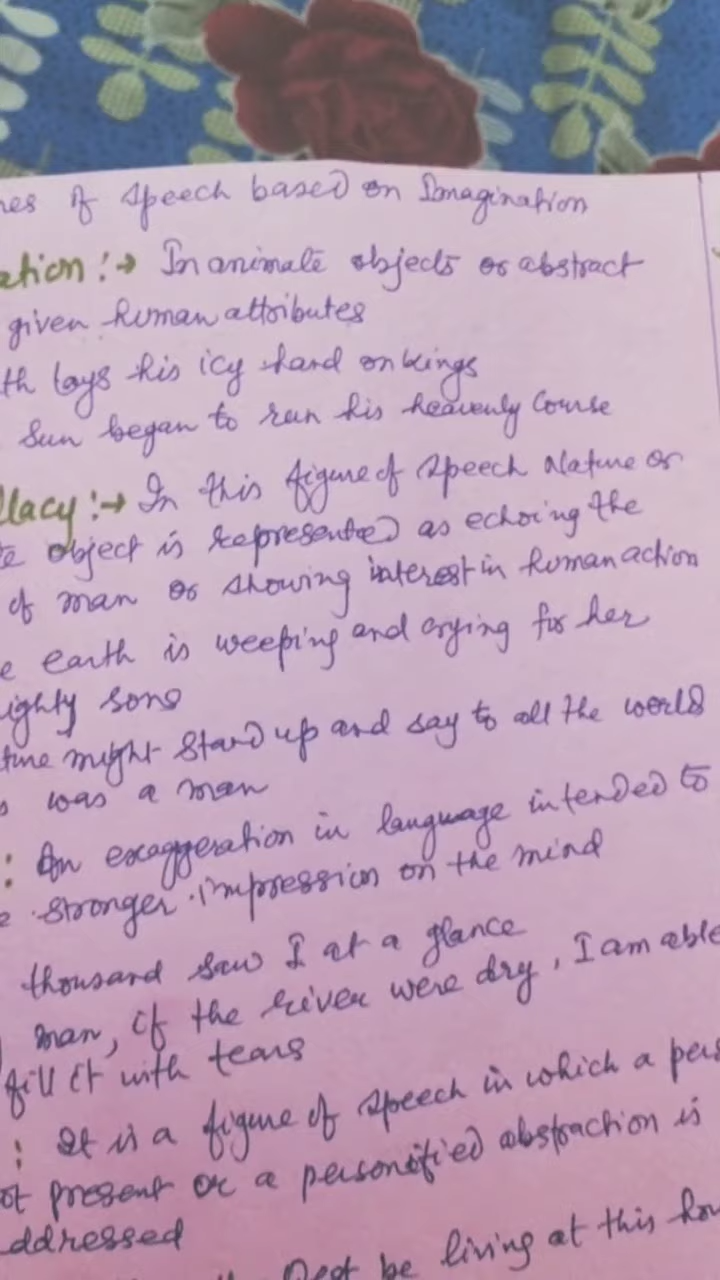 nes of speech based on Imagination
ation :→ Inanimate objects or abstract
given human attributes
th lays his icy hand on kings
Sun began to run his heavenly Course
llacy :→ In this figure of speech Nature or
te object is represented as echoing the
of man or showing interest in human action
e earth is weeping and crying for her
ighty sons
ture might stand up and say to all the world
s was a man
: An exaggeration in language intended to
e stronger impression on the mind
thousand saw I at a glance
man, if the river were dry, I am able
fill it with tears
: It is a figure of speech in which a pers
ot present or a personified abstraction is
ddressed
be living at this hou